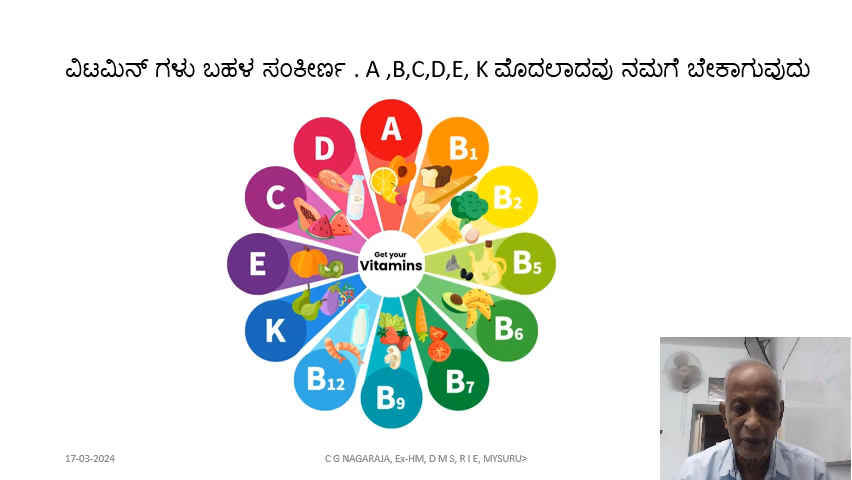 ವಿಟಮಿನ್ ಗಳು ಬಹಳ ಸಂಕೀರ್ಣ . A ,B,C,D,E, K ಮೊದಲಾದವು ನಮಗೆ ಬೇಕಾಗುವುದು
A
B1
B2
B5
B6
B7
B9
B12
K
E
C
D
Get your
Vitamins
17-03-2024
C G NAGARAJA, Ex-HM, D M S, R I E, MYSURU>